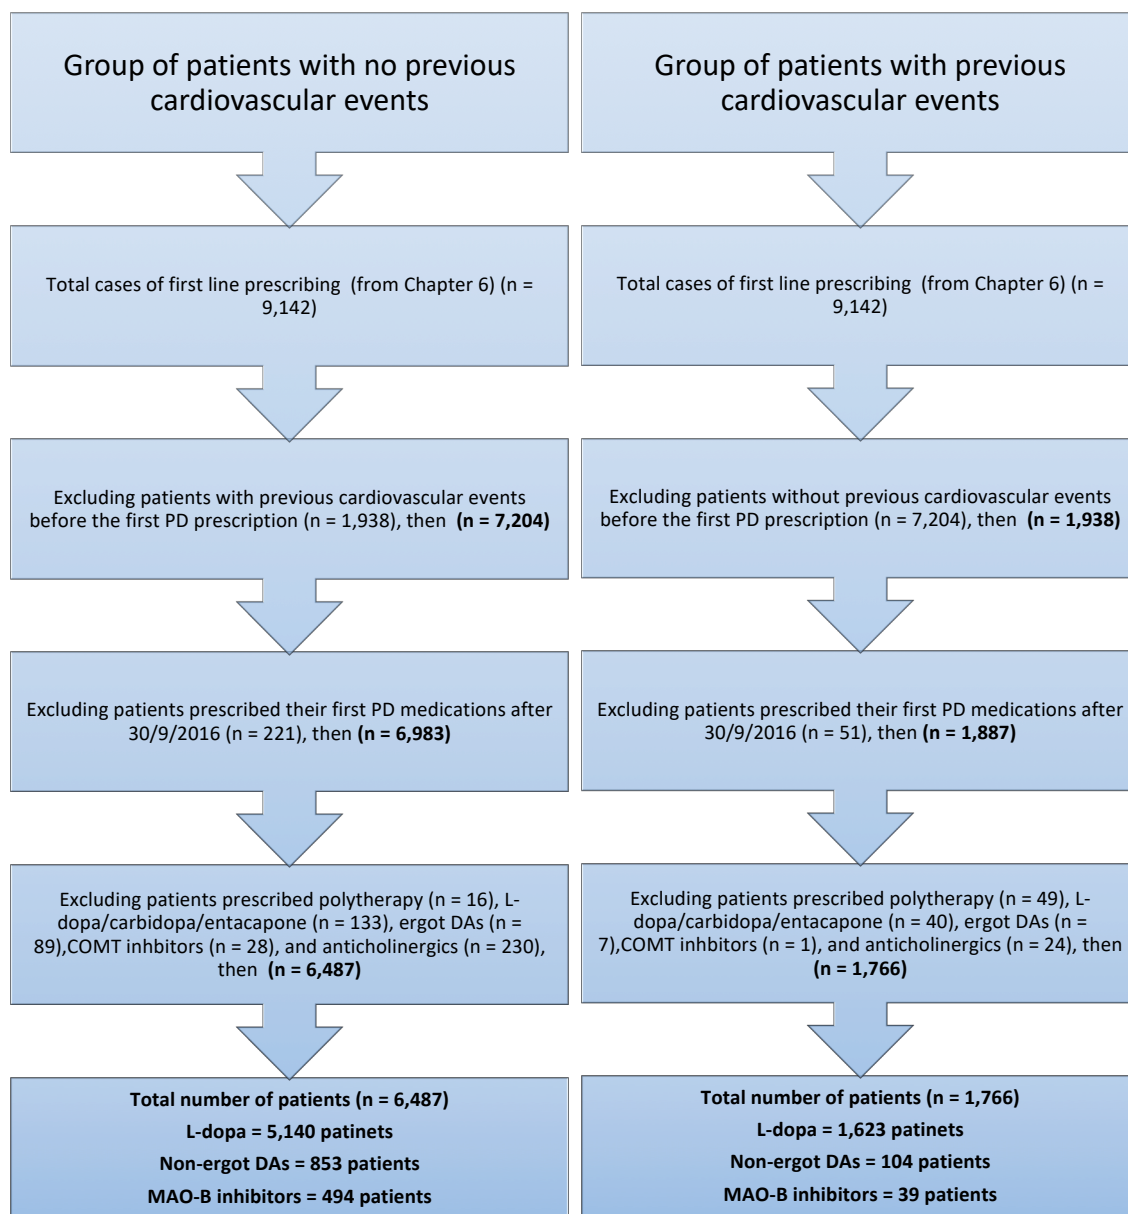 Group of patients with no previous
cardiovascular events
Total cases of first line prescribing (from Chapter 6) (n =
9,142)
Excluding patients with previous cardiovascular events
before the first PD prescription (n = 1,938), then (n = 7,204)
Excluding patients prescribed their first PD medications after
30/9/2016 (n = 221), then (n = 6,983)
Excluding patients prescribed polytherapy (n = 16), L-
dopa/carbidopa/entacapone (n = 133), ergot DAs (n =
89),COMT inhbitors (n = 28), and anticholinergics (n = 230),
then (n = 6,487)
Total number of patients (n = 6,487)
L-dopa = 5,140 patinets
Non-ergot DAs = 853 patients
MAO-B inhibitors = 494 patients
Group of patients with previous
cardiovascular events
Total cases of first line prescribing (from Chapter 6) (n =
9,142)
Excluding patients without previous cardiovascular events
before the first PD prescription (n = 7,204), then (n = 1,938)
Excluding patients prescribed their first PD medications after
30/9/2016 (n = 51), then (n = 1,887)
Excluding patients prescribed polytherapy (n = 49), L-
dopa/carbidopa/entacapone (n = 40), ergot DAs (n =
7),COMT inhbitors (n = 1), and anticholinergics (n = 24), then
(n = 1,766)
Total number of patients (n = 1,766)
L-dopa = 1,623 patinets
Non-ergot DAs = 104 patients
MAO-B inhibitors = 39 patients